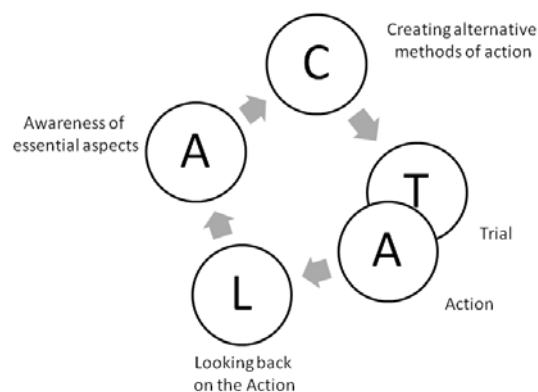 C
Creating alternative
methods of action
Awareness of
essential aspects
A
T
Trial
A
Action
L
Looking back
on the Action